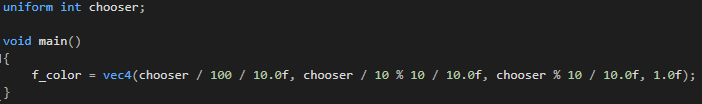 uniform int chooser;
void main()
{
f_color = vec4(chooser / 100 / 10.0f, chooser / 10 % 10 / 10.0f, chooser % 10 / 10.0f, 1.0f);
}